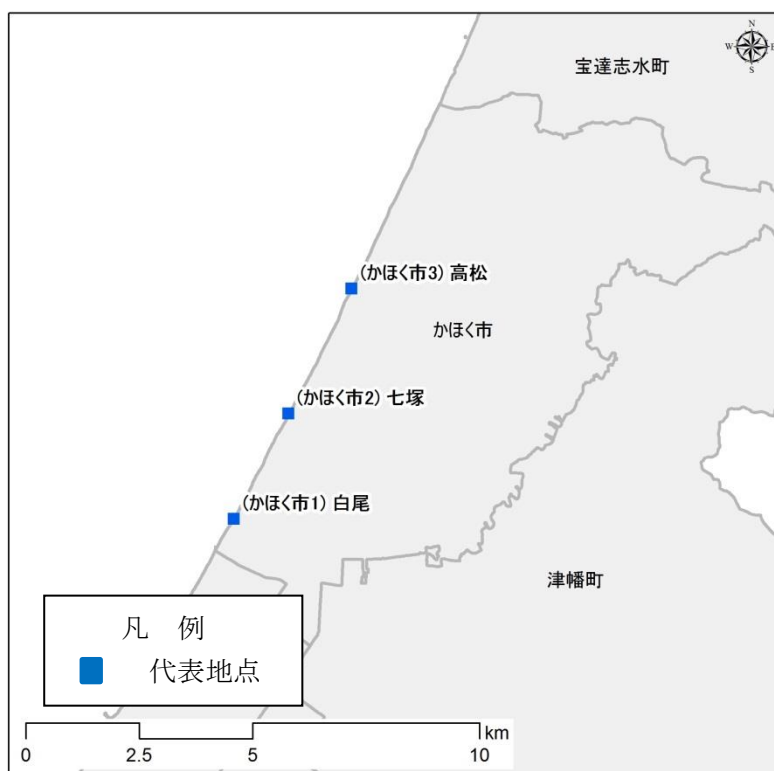 N
W
E
S
宝達志水町
(かほく市3) 高松
かほく市
(かほく市2) 七塚
(かほく市1) 白尾
津幡町
凡 例
代表地点
km
0 2.5 5 10